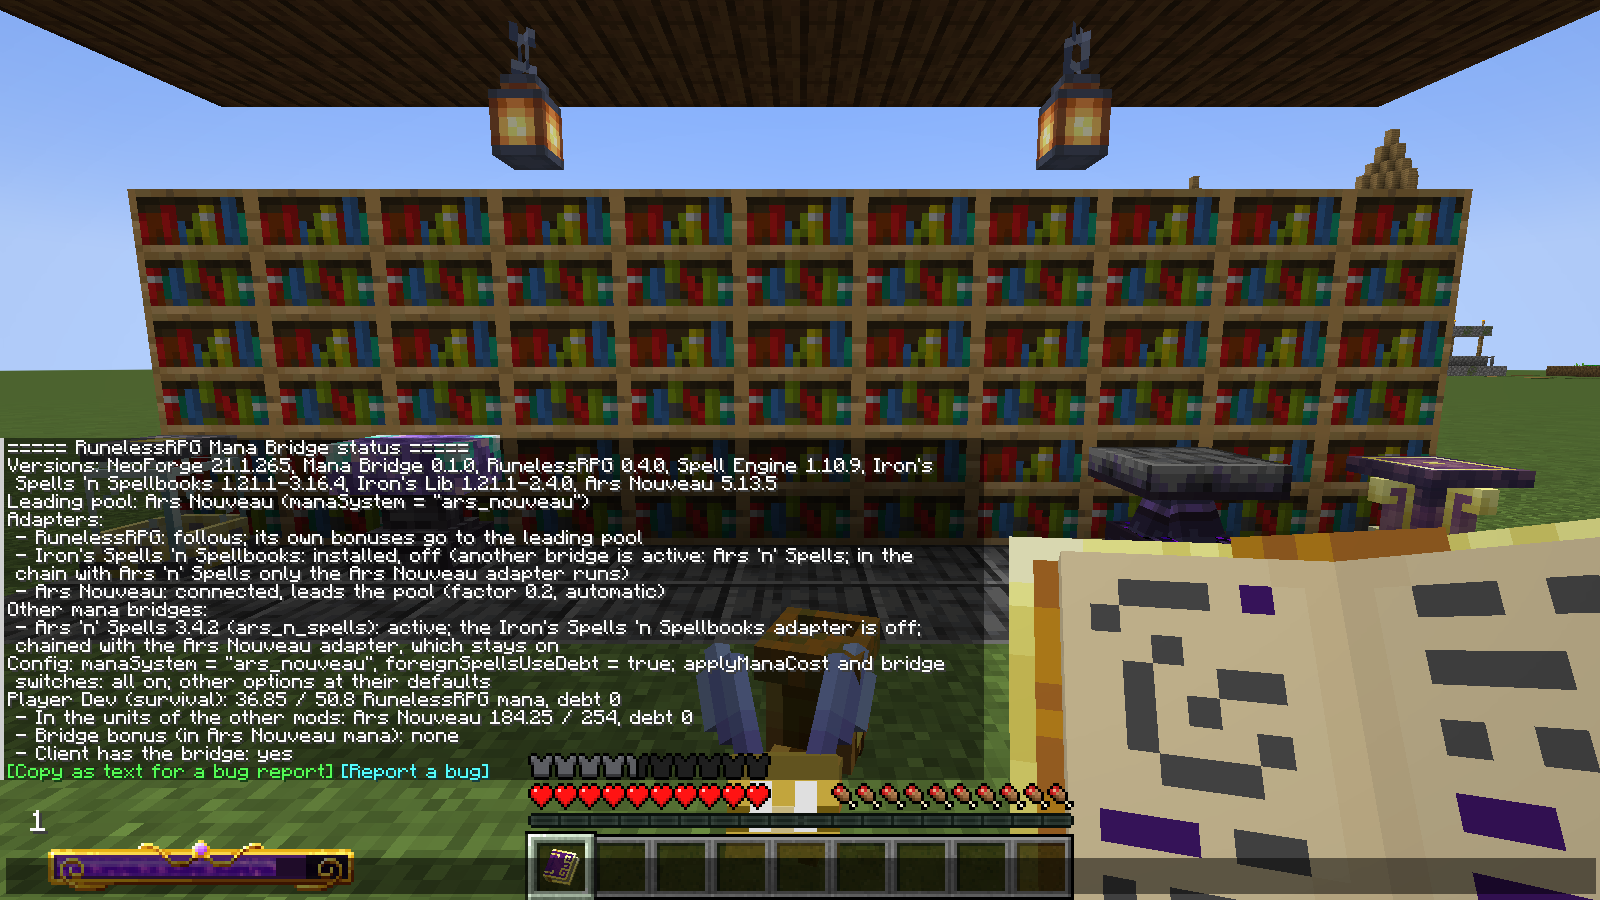 ===== RunelessRPG Mana Bridge status =====
Versions: NeoForge 21.1.265, Mana Bridge 0.1.0, RunelessRPG 0.4.0, Spell Engine 1.10.9, Iron's
Spells 'n Spellbooks 1.21.1-3.16.4, Iron's Lib 1.21.1-2.4.0, Ars Nouveau 5.13.5
Leading pool: Ars Nouveau (manaSystem = "ars_nouveau")
Adapters:
- RunelessRPG: follows; its own bonuses go to the leading pool
- Iron's Spells 'n Spellbooks: installed, off (another bridge is active: Ars 'n' Spells; in the
chain with Ars 'n' Spells only the Ars Nouveau adapter runs)
- Ars Nouveau: connected, leads the pool (factor 0.2, automatic)
Other mana bridges:
- Ars 'n' Spells 3.4.2 (ars_n_spells): active; the Iron's Spells 'n Spellbooks adapter is off;
chained with the Ars Nouveau adapter, which stays on
Config: manaSystem = "ars_nouveau", foreignSpellsUseDebt = true; applyManaCost and bridge
switches: all on; other options at their defaults
Player Dev (survival): 36.85 / 50.8 RunelessRPG mana, debt 0
- In the units of the other mods: Ars Nouveau 184.25 / 254, debt 0
- Bridge bonus (in Ars Nouveau mana): none
- Client has the bridge: yes
[Copy as text for a bug report] [Report a bug]
1